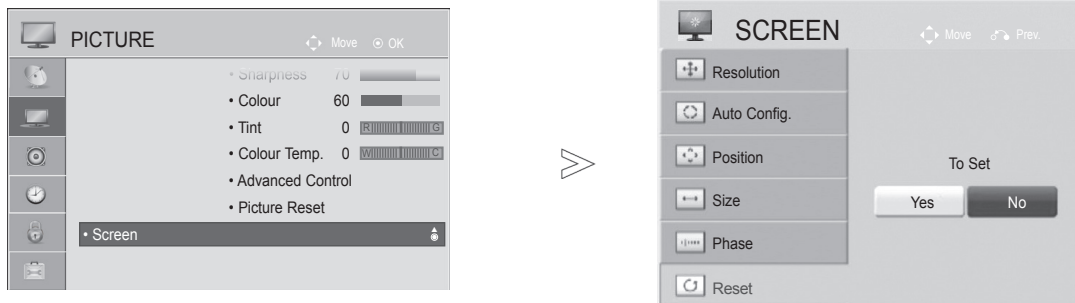 PICTURE
Move OK
• Sharpness 70
• Colour 60
• Tint 0 R G
• Colour Temp. 0 W C
• Advanced Control
• Picture Reset
• Screen
SCREEN
Move Prev.
Resolution
Auto Config.
Position
Size
Phase
Reset
To Set
Yes No